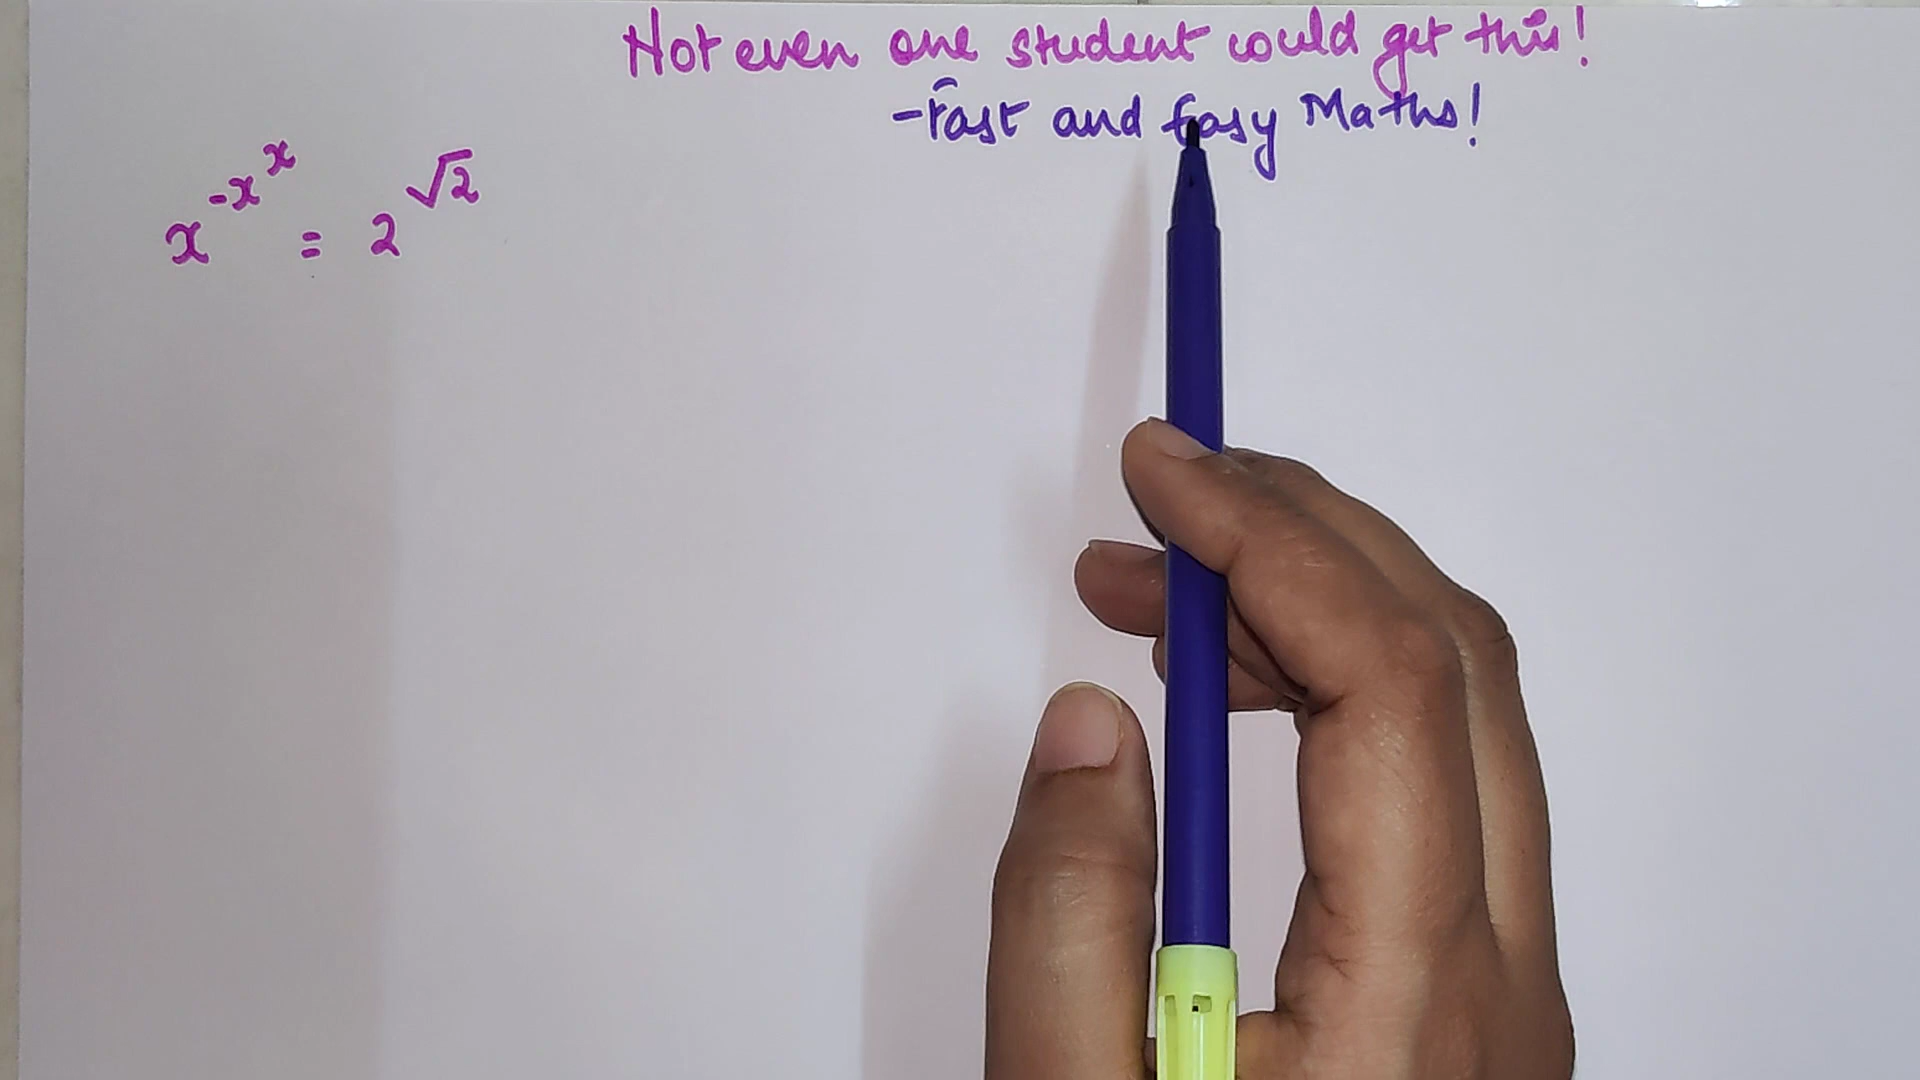 Not even one student could get this!
-Fast and Easy Maths!
x^{-x^{x}} = 2^{√2}